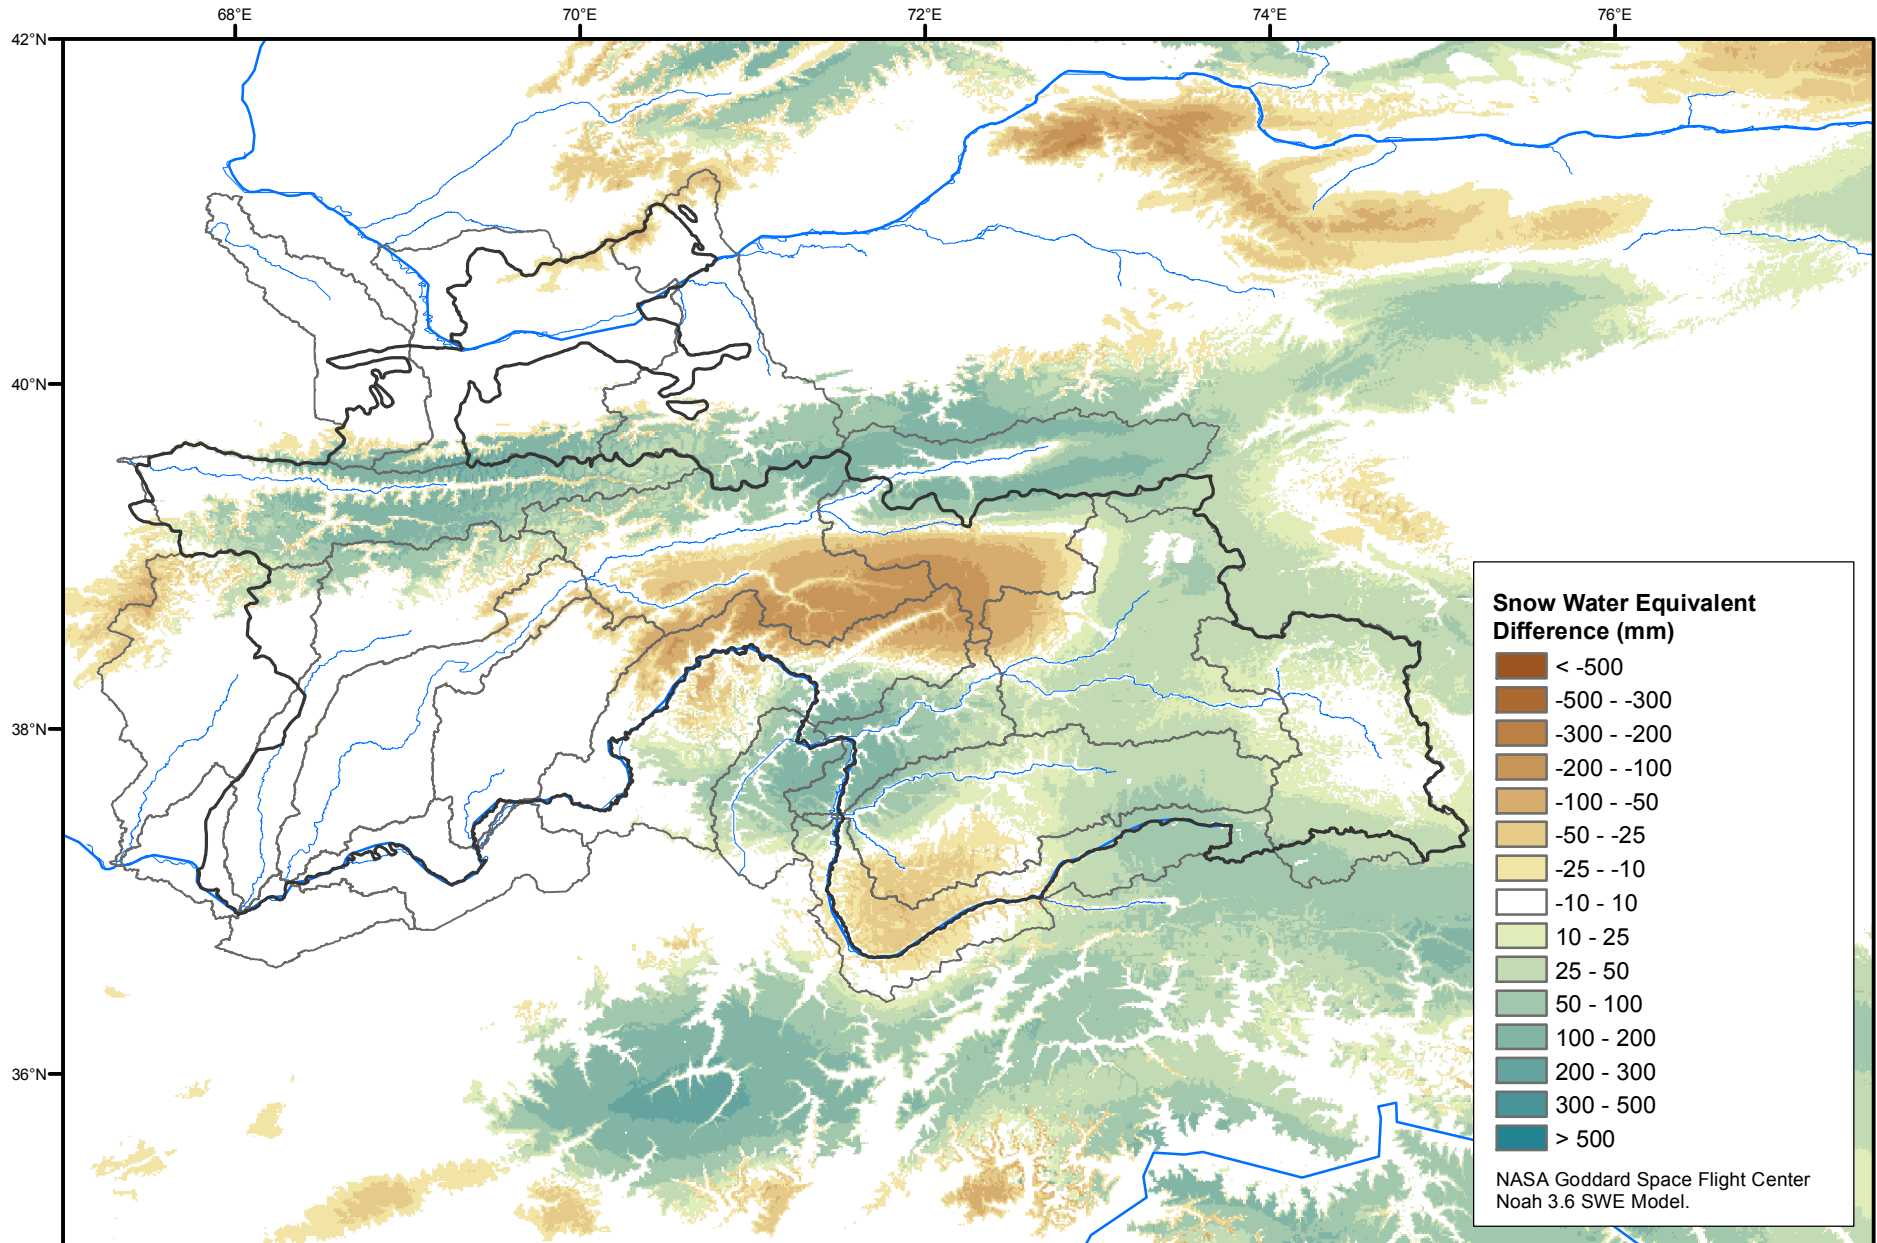 68°E
70°E
72°E
74°E
76°E
42°N
40°N
38°N
36°N
Snow Water Equivalent
Difference (mm)
< -500
-500 - -300
-300 - -200
-200 - -100
-100 - -50
-50 - -25
-25 - -10
-10 - 10
10 - 25
25 - 50
50 - 100
100 - 200
200 - 300
300 - 500
> 500
NASA Goddard Space Flight Center
Noah 3.6 SWE Model.